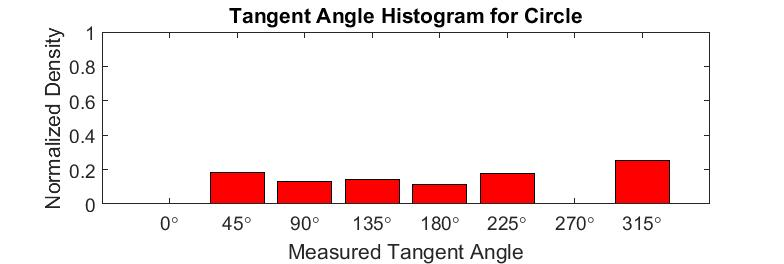 Tangent Angle Histogram for Circle
Normalized Density
1
0.8
0.6
0.4
0.2
0
0° 45° 90° 135° 180° 225° 270° 315°
Measured Tangent Angle